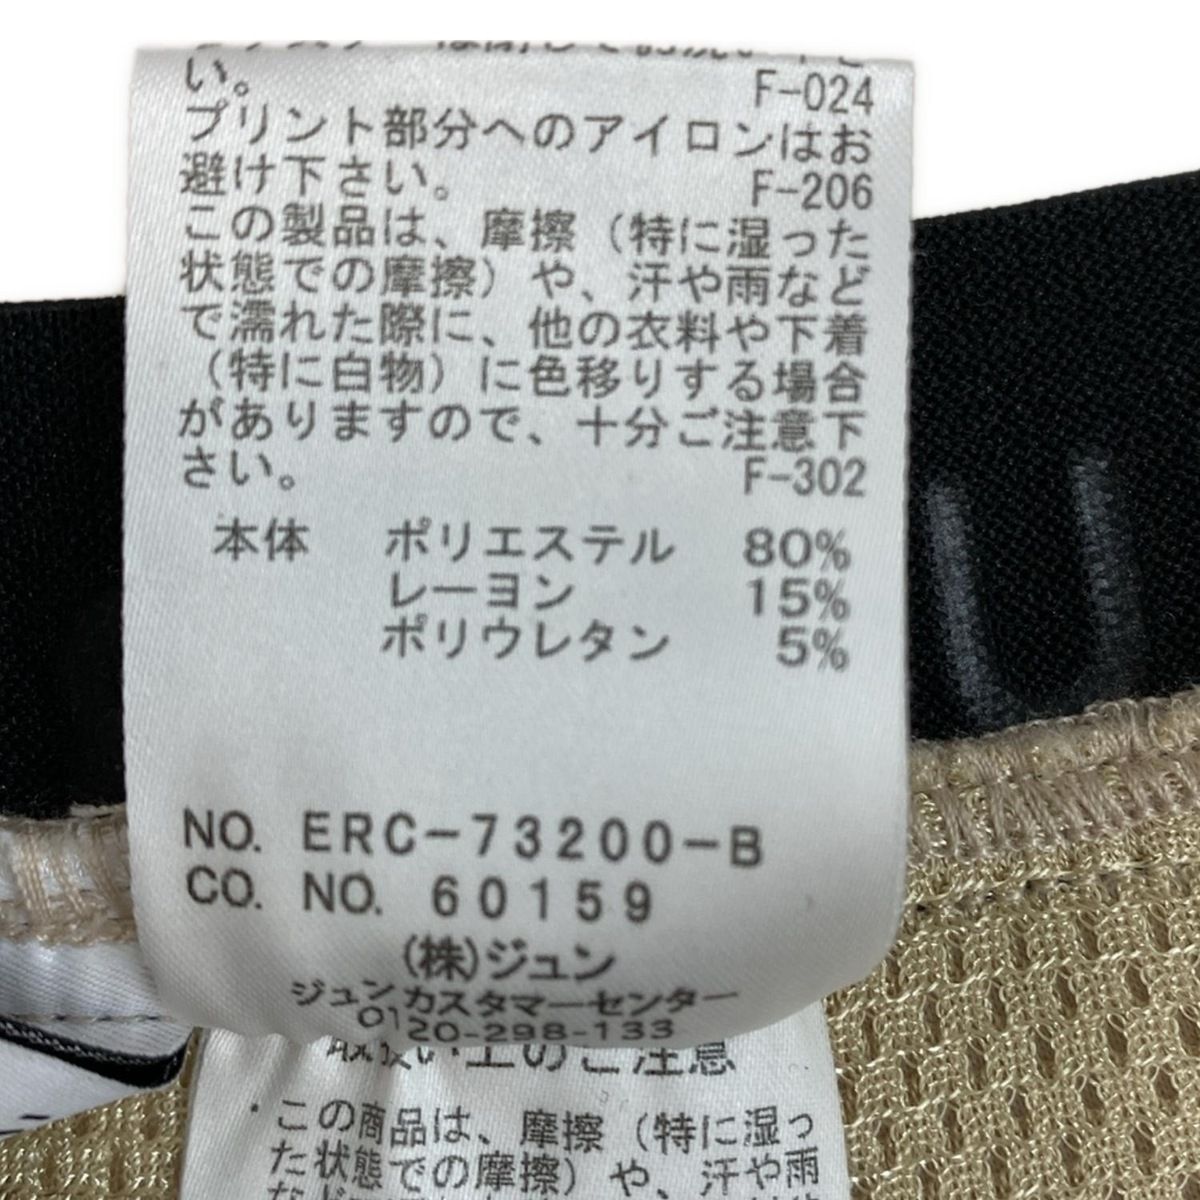 い。
F-024
プリント部分へのアイロンはお
避け下さい。
F-206
この製品は、摩擦（特に湿った
状態での摩擦）や、汗や雨など
で濡れた際に、他の衣料や下着
（特に白物）に色移りする場合
がありますので、十分ご注意下
さい。
F-302
本体 ポリエステル 80%
レーヨン 15%
ポリウレタン 5%
NO. ERC-73200-B
CO. NO. 60159
(株)ジュン
ジュンカスタマーセンター
0120-298-133
取扱い上のご注意
・この商品は、摩擦（特に湿っ
た状態での摩擦）や、汗や雨